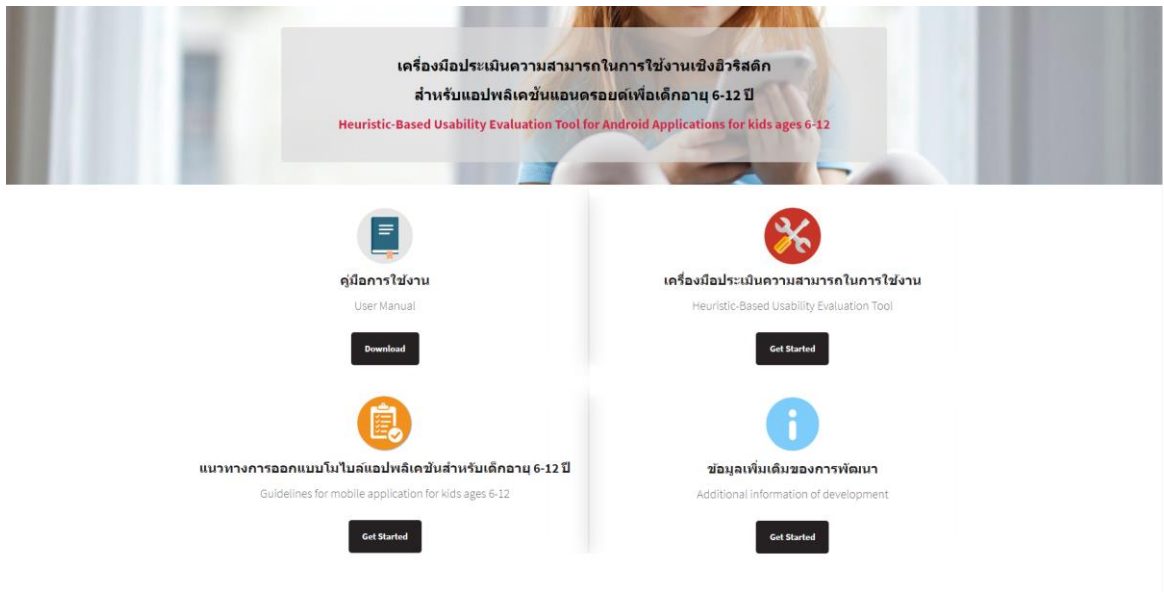 เครื่องมือประเมินความสามารถในการใช้งานเชิงฮิวริสติก
สำหรับแอปพลิเคชันแอนดรอยด์เพื่อเด็กอายุ 6-12 ปี
Heuristic-Based Usability Evaluation Tool for Android Applications for kids ages 6-12
คู่มือการใช้งาน
User Manual
Download
เครื่องมือประเมินความสามารถในการใช้งาน
Heuristic-Based Usability Evaluation Tool
Get Started
แนวทางการออกแบบโมไบล์แอปพลิเคชันสำหรับเด็กอายุ 6-12 ปี
Guidelines for mobile application for kids ages 6-12
Get Started
ข้อมูลเพิ่มเติมของการพัฒนา
Additional information of development
Get Started